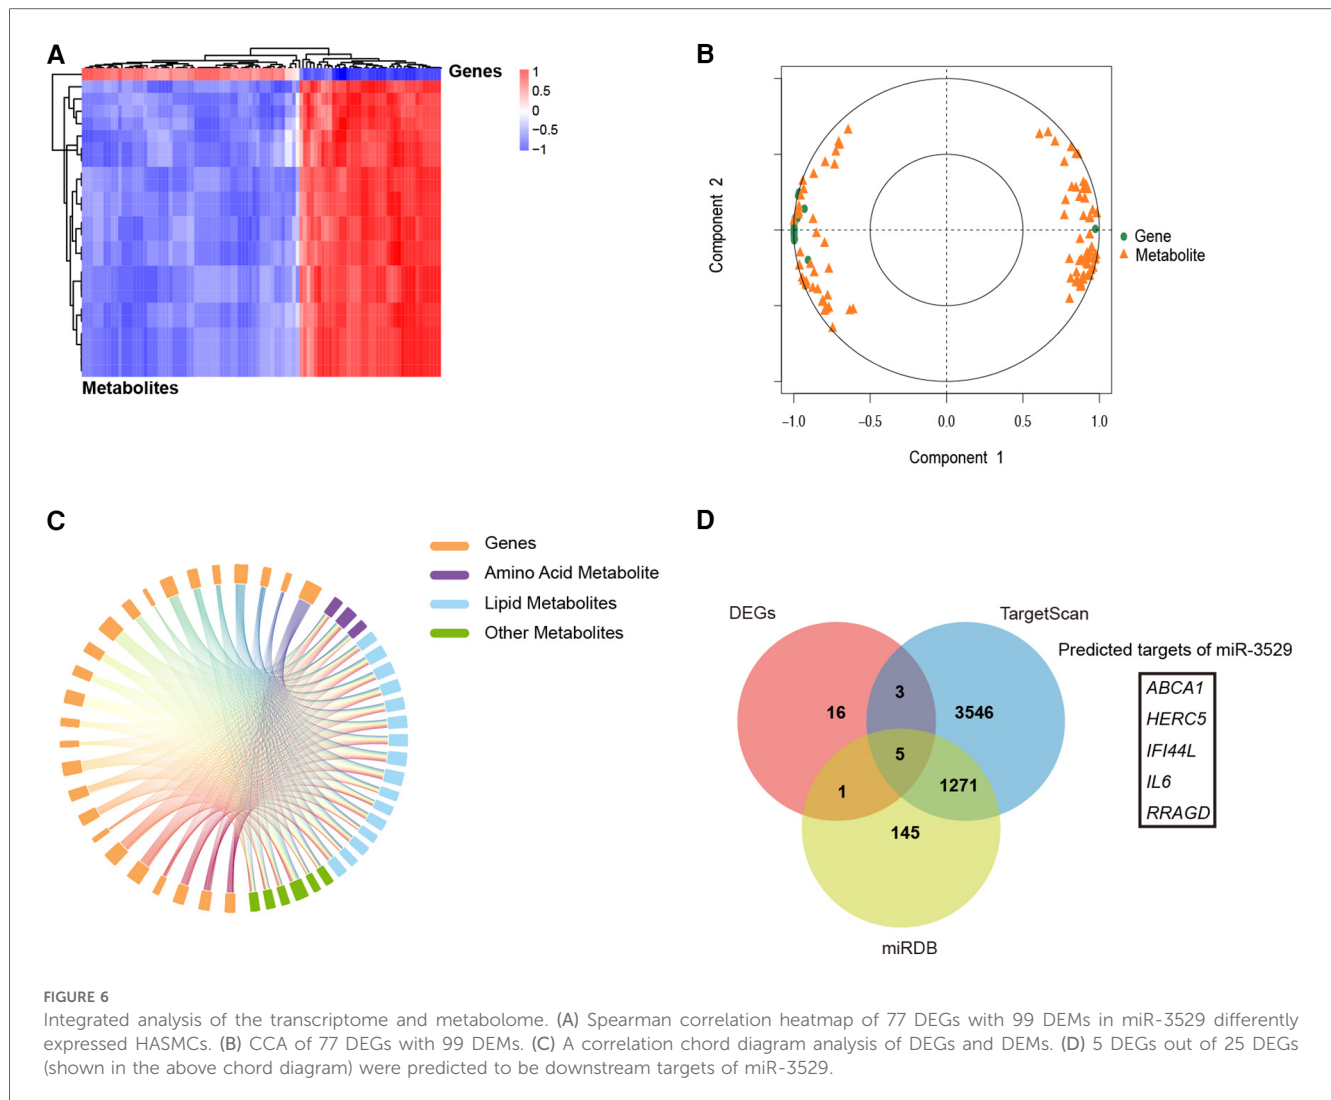 A
Genes
1
0.5
0
−0.5
−1
Metabolites
B
Component 2
Gene
Metabolite
−1.0
−0.5
0.0
0.5
1.0
Component 1
C
Genes
Amino Acid Metabolite
Lipid Metabolites
Other Metabolites
D
DEGs
TargetScan
Predicted targets of miR-3529
3
16
3546
5
1
1271
145
miRDB
ABCA1
HERC5
IFI44L
IL6
RRAGD
FIGURE 6
Integrated analysis of the transcriptome and metabolome. (A) Spearman correlation heatmap of 77 DEGs with 99 DEMs in miR-3529 differently
expressed HASMCs. (B) CCA of 77 DEGs with 99 DEMs. (C) A correlation chord diagram analysis of DEGs and DEMs. (D) 5 DEGs out of 25 DEGs
(shown in the above chord diagram) were predicted to be downstream targets of miR-3529.